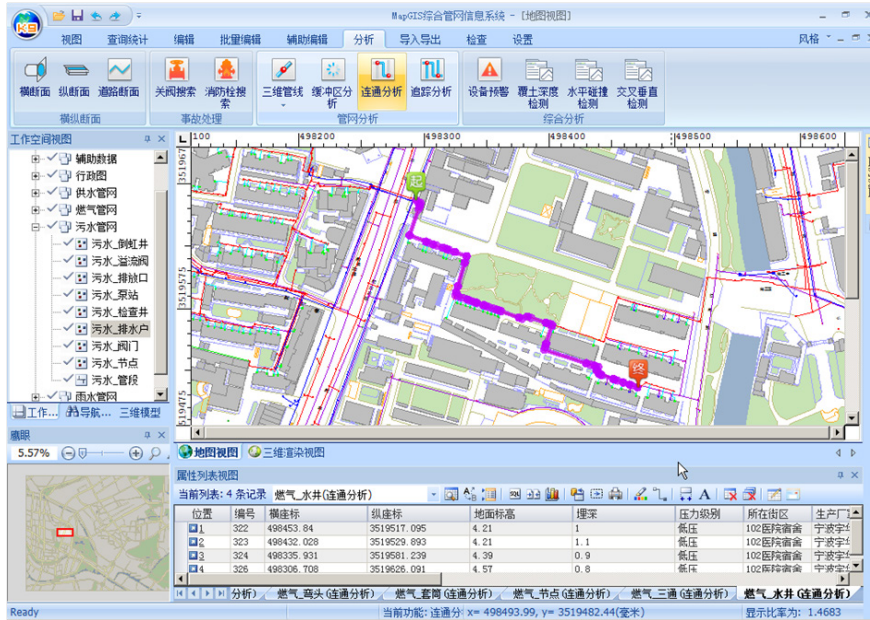 MapGIS综合管网信息系统 - [地图视图]
视图 查询统计 编辑 批量编辑 辅助编辑 分析 导入导出 检查 设置 风格
横断面 纵断面 道路断面 关阀搜索 消防栓搜索 三维管线 缓冲区分析 连通分析 追踪分析 设备预警 覆土深度检测 水平碰撞检测 交叉垂直检测
横纵断面 事故处理 管网分析 综合分析
工作空间视图
辅助数据
行政图
供水管网
燃气管网
污水管网
污水_倒虹井
污水_溢流阀
污水_排放口
污水_泵站
污水_检查井
污水_排水户
污水_阀门
污水_节点
污水_管段
雨水管网
工作... 导航... 三维模型
100 498200 498300 498400 498500 498600
3519575
3519475
起
终
鹰眼
5.57%
地图视图 三维渲染视图
属性列表视图
当前列表: 4 条记录 燃气_水井(连通分析)
位置 编号 横座标 纵座标 地面标高 埋深 压力级别 所在街区
1 322 498453.84 3519517.095 4.21 1 低压 102医院宿舍
2 323 498432.028 3519529.893 4.21 1.1 低压 102医院宿舍
3 324 498335.931 3519581.239 4.39 0.9 低压 102医院宿舍
4 326 498306.708 3519626.091 4.57 0.8 低压 102医院宿舍
分析) 燃气_弯头(连通分析) 燃气_套筒(连通分析) 燃气_节点(连通分析) 燃气_三通(连通分析) 燃气_水井(连通分析)
Ready 当前功能: 连通分 x= 498493.99, y= 3519482.44(毫米) 显示比率为: 1.4683